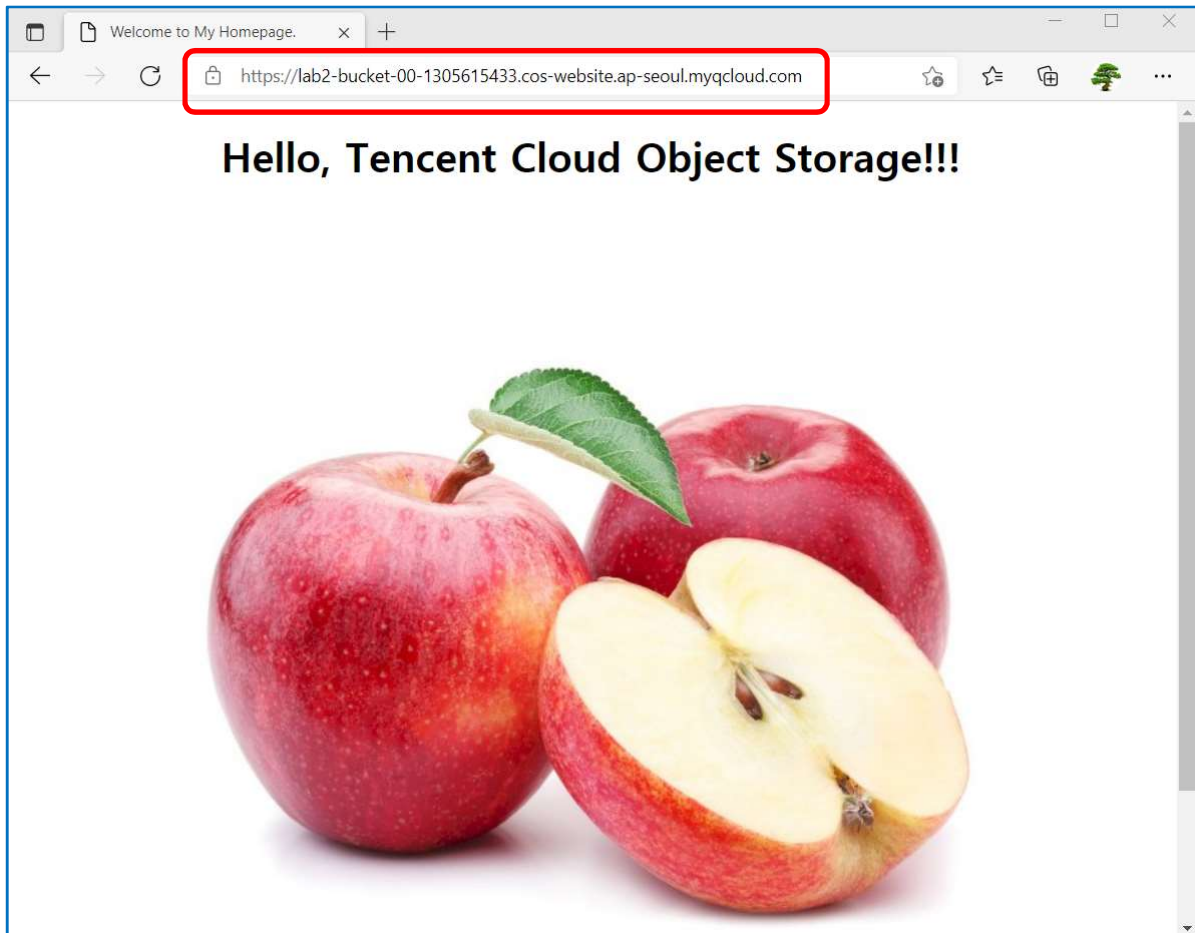 Welcome to My Homepage.
https://lab2-bucket-00-1305615433.cos-website.ap-seoul.myqcloud.com
Hello, Tencent Cloud Object Storage!!!